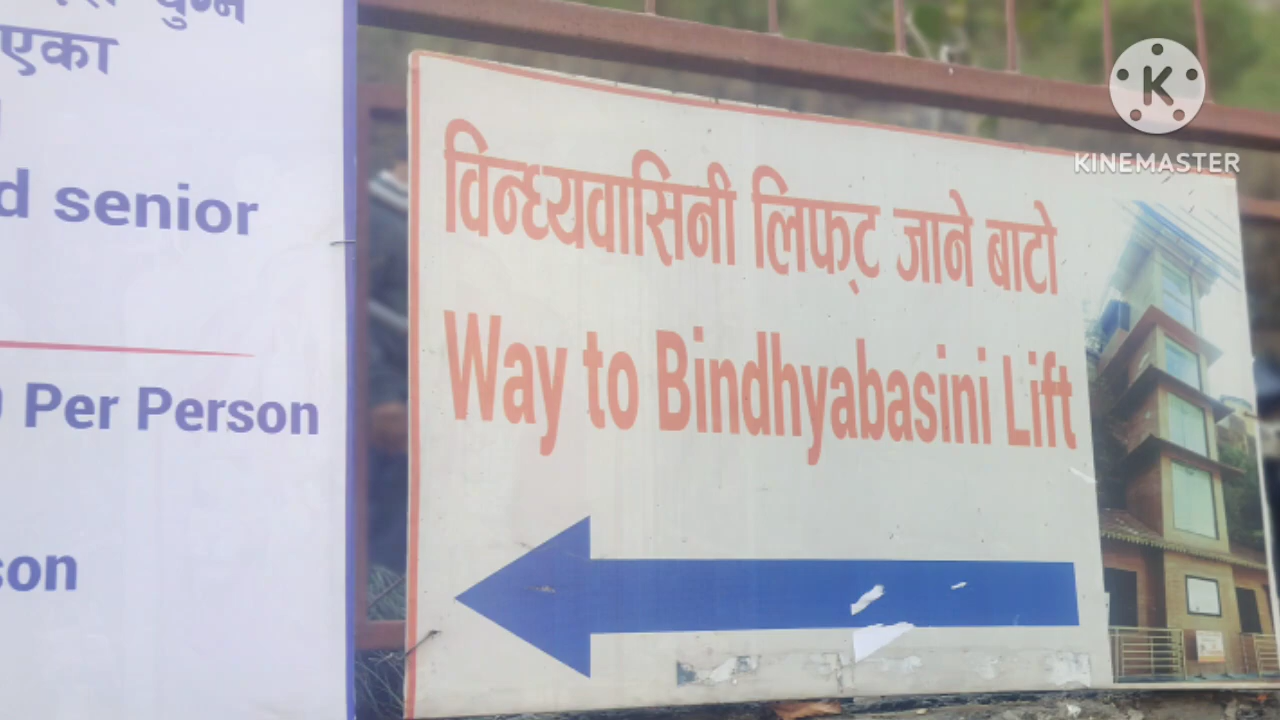 एका
d senior
Per Person
son
विन्ध्यवासिनी लिफ्ट जाने बाटो
Way to Bindhyabasini Lift
K
KINEMASTER